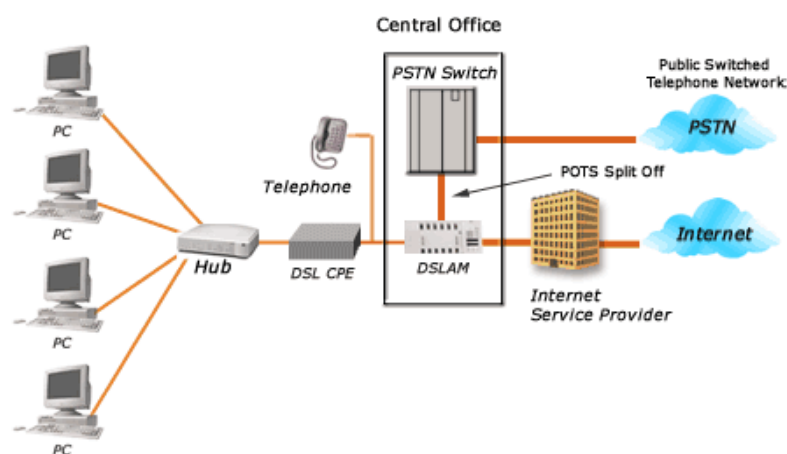 Central Office
PSTN Switch
Public Switched
Telephone Network
PC
PSTN
Telephone
POTS Split Off
PC
Internet
Hub
DSL CPE
DSLAM
Internet
Service Provider
PC
PC